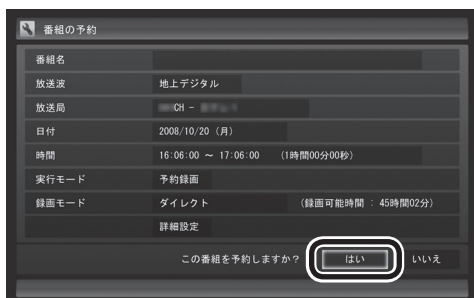 番組の予約
番組名
放送波 地上デジタル
放送局 CH -
日付 2008/10/20 (月)
時間 16:06:00 ～ 17:06:00 (1時間00分00秒)
実行モード 予約録画
録画モード ダイレクト (録画可能時間 : 45時間02分)
詳細設定
この番組を予約しますか? はい いいえ